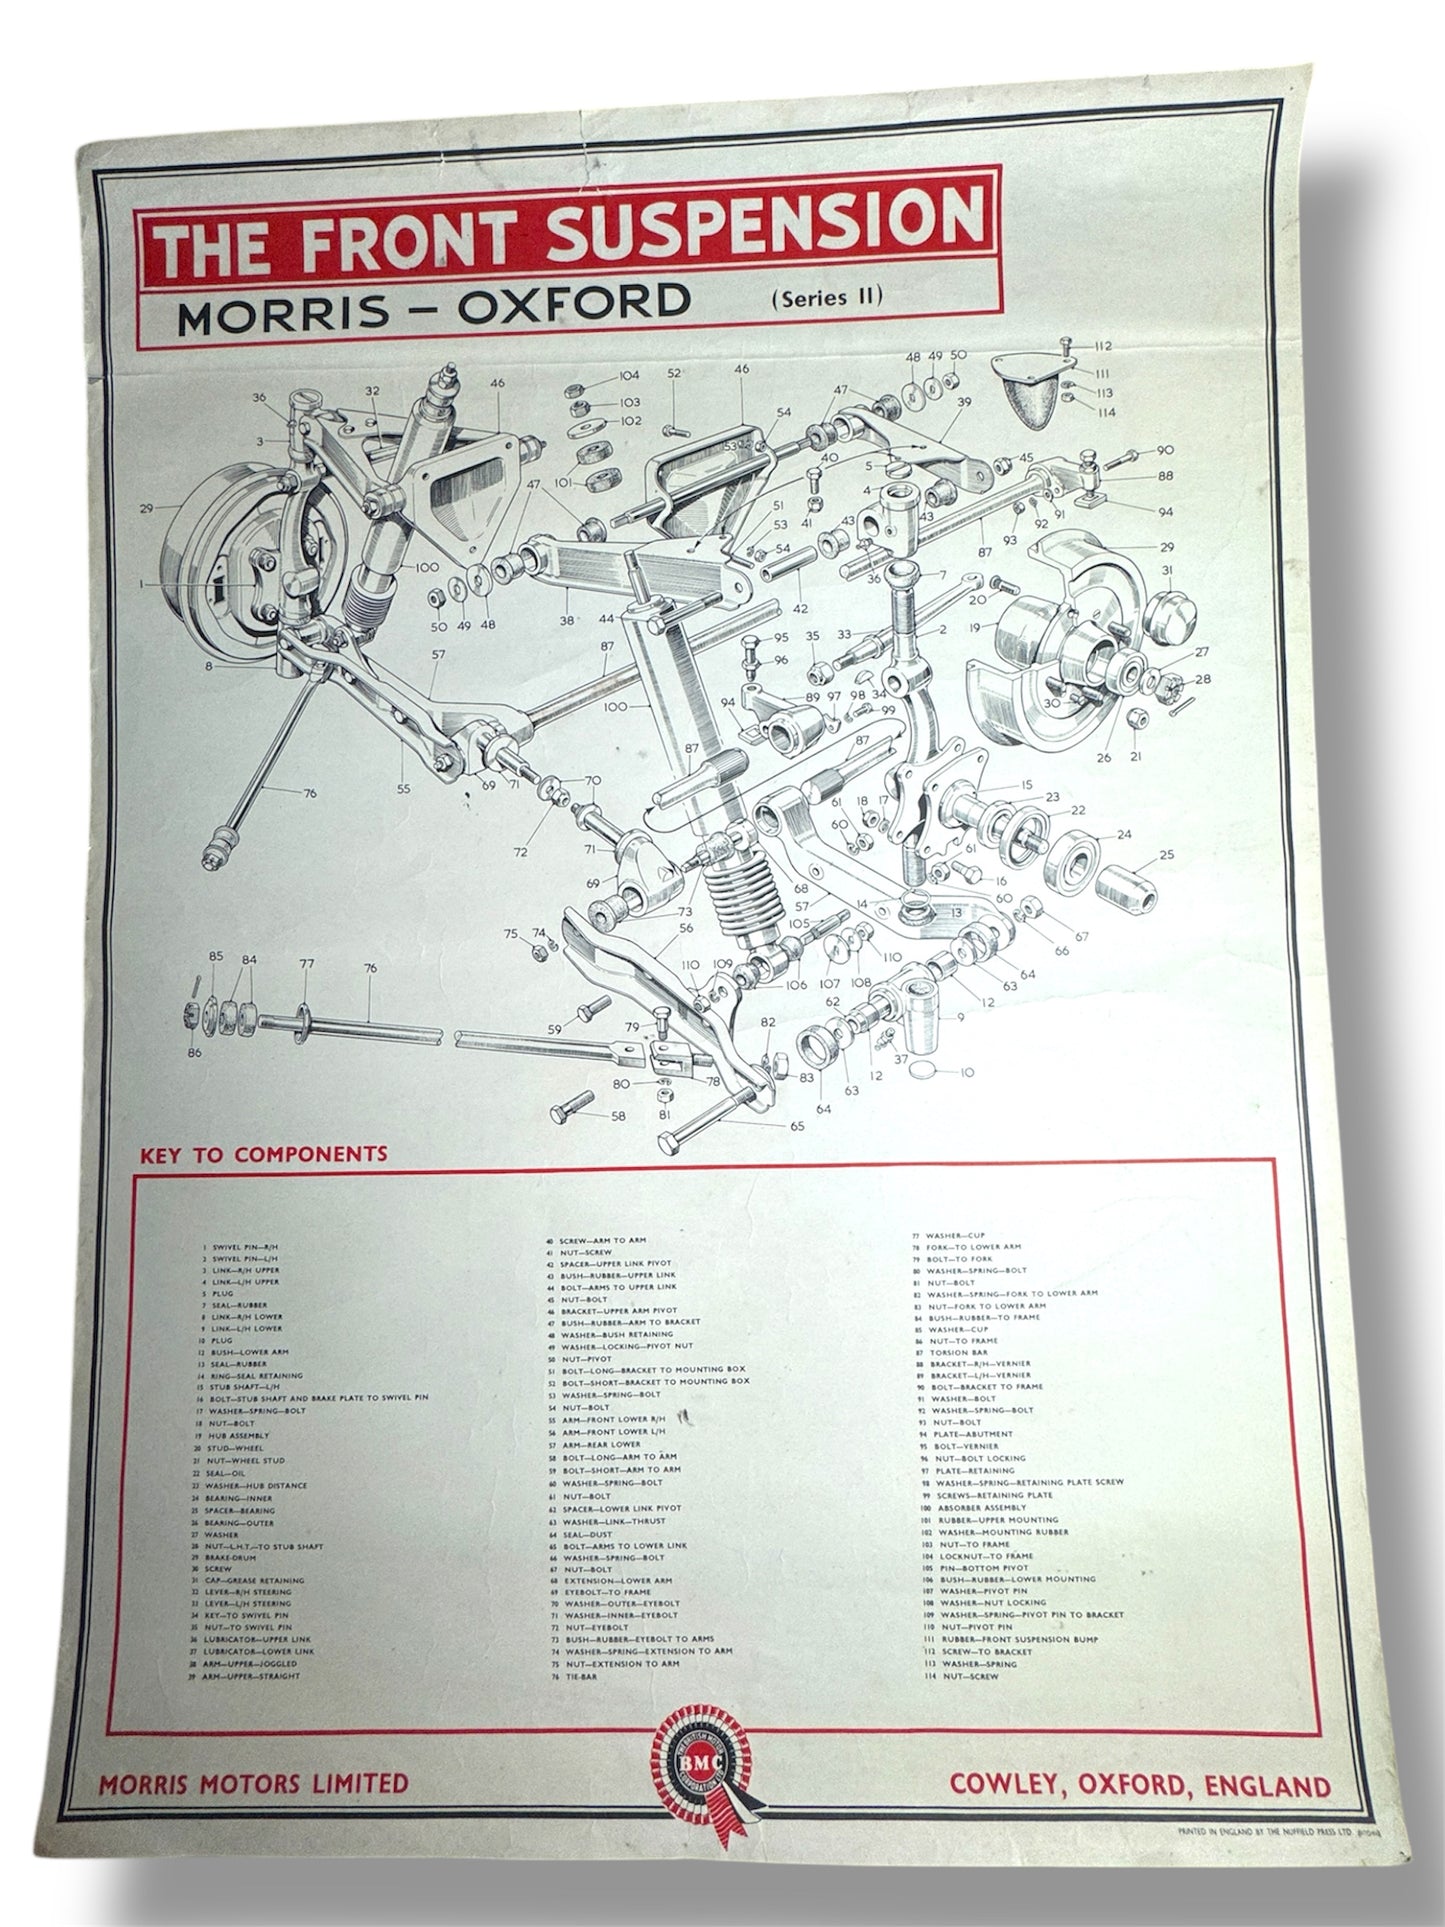 THE FRONT SUSPENSION
MORRIS – OXFORD (Series II)
KEY TO COMPONENTS
1 SWIVEL PIN—R/H
2 SWIVEL PIN—L/H
3 LINK—R/H UPPER
4 LINK—L/H UPPER
5 PLUG
7 SEAL—RUBBER
8 LINK—R/H LOWER
9 LINK—L/H LOWER
10 PLUG
12 BUSH—LOWER ARM
13 SEAL—RUBBER
14 RING—SEAL RETAINING
15 STUB SHAFT—L/H
16 BOLT—STUB SHAFT AND BRAKE PLATE TO SWIVEL PIN
17 WASHER—SPRING—BOLT
18 NUT—BOLT
19 HUB ASSEMBLY
20 STUD—WHEEL
21 NUT—WHEEL STUD
22 SEAL—OIL
23 WASHER—HUB DISTANCE
24 BEARING—INNER
25 SPACER—BEARING
26 BEARING—OUTER
27 WASHER
28 NUT—L.H.T.—TO STUB SHAFT
29 BRAKE-DRUM
30 SCREW
31 CAP—GREASE RETAINING
32 LEVER—R/H STEERING
33 LEVER—L/H STEERING
34 KEY—TO SWIVEL PIN
35 NUT—TO SWIVEL PIN
36 LUBRICATOR—UPPER LINK
37 LUBRICATOR—LOWER LINK
38 ARM—UPPER—JOGGLED
39 ARM—UPPER—STRAIGHT
40 SCREW—ARM TO ARM
41 NUT—SCREW
42 SPACER—UPPER LINK PIVOT
43 BUSH—RUBBER—UPPER LINK
44 BOLT—ARMS TO UPPER LINK
45 NUT—BOLT
46 BRACKET—UPPER ARM PIVOT
47 BUSH—RUBBER—ARM TO BRACKET
48 WASHER—BUSH RETAINING
49 WASHER—LOCKING—PIVOT NUT
50 NUT—PIVOT
51 BOLT—LONG—BRACKET TO MOUNTING BOX
52 BOLT—SHORT—BRACKET TO MOUNTING BOX
53 WASHER—SPRING—BOLT
54 NUT—BOLT
55 ARM—FRONT LOWER R/H
56 ARM—FRONT LOWER L/H
57 ARM—REAR LOWER
58 BOLT—LONG—ARM TO ARM
59 BOLT—SHORT—ARM TO ARM
60 WASHER—SPRING—BOLT
61 NUT—BOLT
62 SPACER—LOWER LINK PIVOT
63 WASHER—LINK—THRUST
64 SEAL—DUST
65 BOLT—ARMS TO LOWER LINK
66 WASHER—SPRING—BOLT
67 NUT—BOLT
68 EXTENSION—LOWER ARM
69 EYEBOLT—TO FRAME
70 WASHER—OUTER—EYEBOLT
71 WASHER—INNER—EYEBOLT
72 NUT—EYEBOLT
73 BUSH—RUBBER—EYEBOLT TO ARMS
74 WASHER—SPRING—EXTENSION TO ARM
75 NUT—EXTENSION TO ARM
76 TIE-BAR
77 WASHER—CUP
78 FORK—TO LOWER ARM
79 BOLT—TO FORK
80 WASHER—SPRING—BOLT
81 NUT—BOLT
82 WASHER—SPRING—FORK TO LOWER ARM
83 NUT—FORK TO LOWER ARM
84 BUSH—RUBBER—TO FRAME
85 WASHER—CUP
86 NUT—TO FRAME
87 TORSION BAR
88 BRACKET—R/H—VERNIER
89 BRACKET—L/H—VERNIER
90 BOLT—BRACKET TO FRAME
91 WASHER—BOLT
92 WASHER—SPRING—BOLT
93 NUT—BOLT
94 PLATE—ABUTMENT
95 BOLT—VERNIER
96 NUT—BOLT LOCKING
97 PLATE—RETAINING
98 WASHER—SPRING—RETAINING PLATE SCREW
99 SCREWS—RETAINING PLATE
100 ABSORBER ASSEMBLY
101 RUBBER—UPPER MOUNTING
102 WASHER—MOUNTING RUBBER
103 NUT—TO FRAME
104 LOCKNUT—TO FRAME
105 PIN—BOTTOM PIVOT
106 BUSH—RUBBER—LOWER MOUNTING
107 WASHER—PIVOT PIN
108 WASHER—NUT LOCKING
109 WASHER—SPRING—PIVOT PIN TO BRACKET
110 NUT—PIVOT PIN
111 RUBBER—FRONT SUSPENSION BUMP
112 SCREW—TO BRACKET
113 WASHER—SPRING
114 NUT—SCREW
MORRIS MOTORS LIMITED
THE BRITISH MOTOR
BMC
CORPORATION LTD
COWLEY, OXFORD, ENGLAND
PRINTED IN ENGLAND BY THE NUFFIELD PRESS LTD.